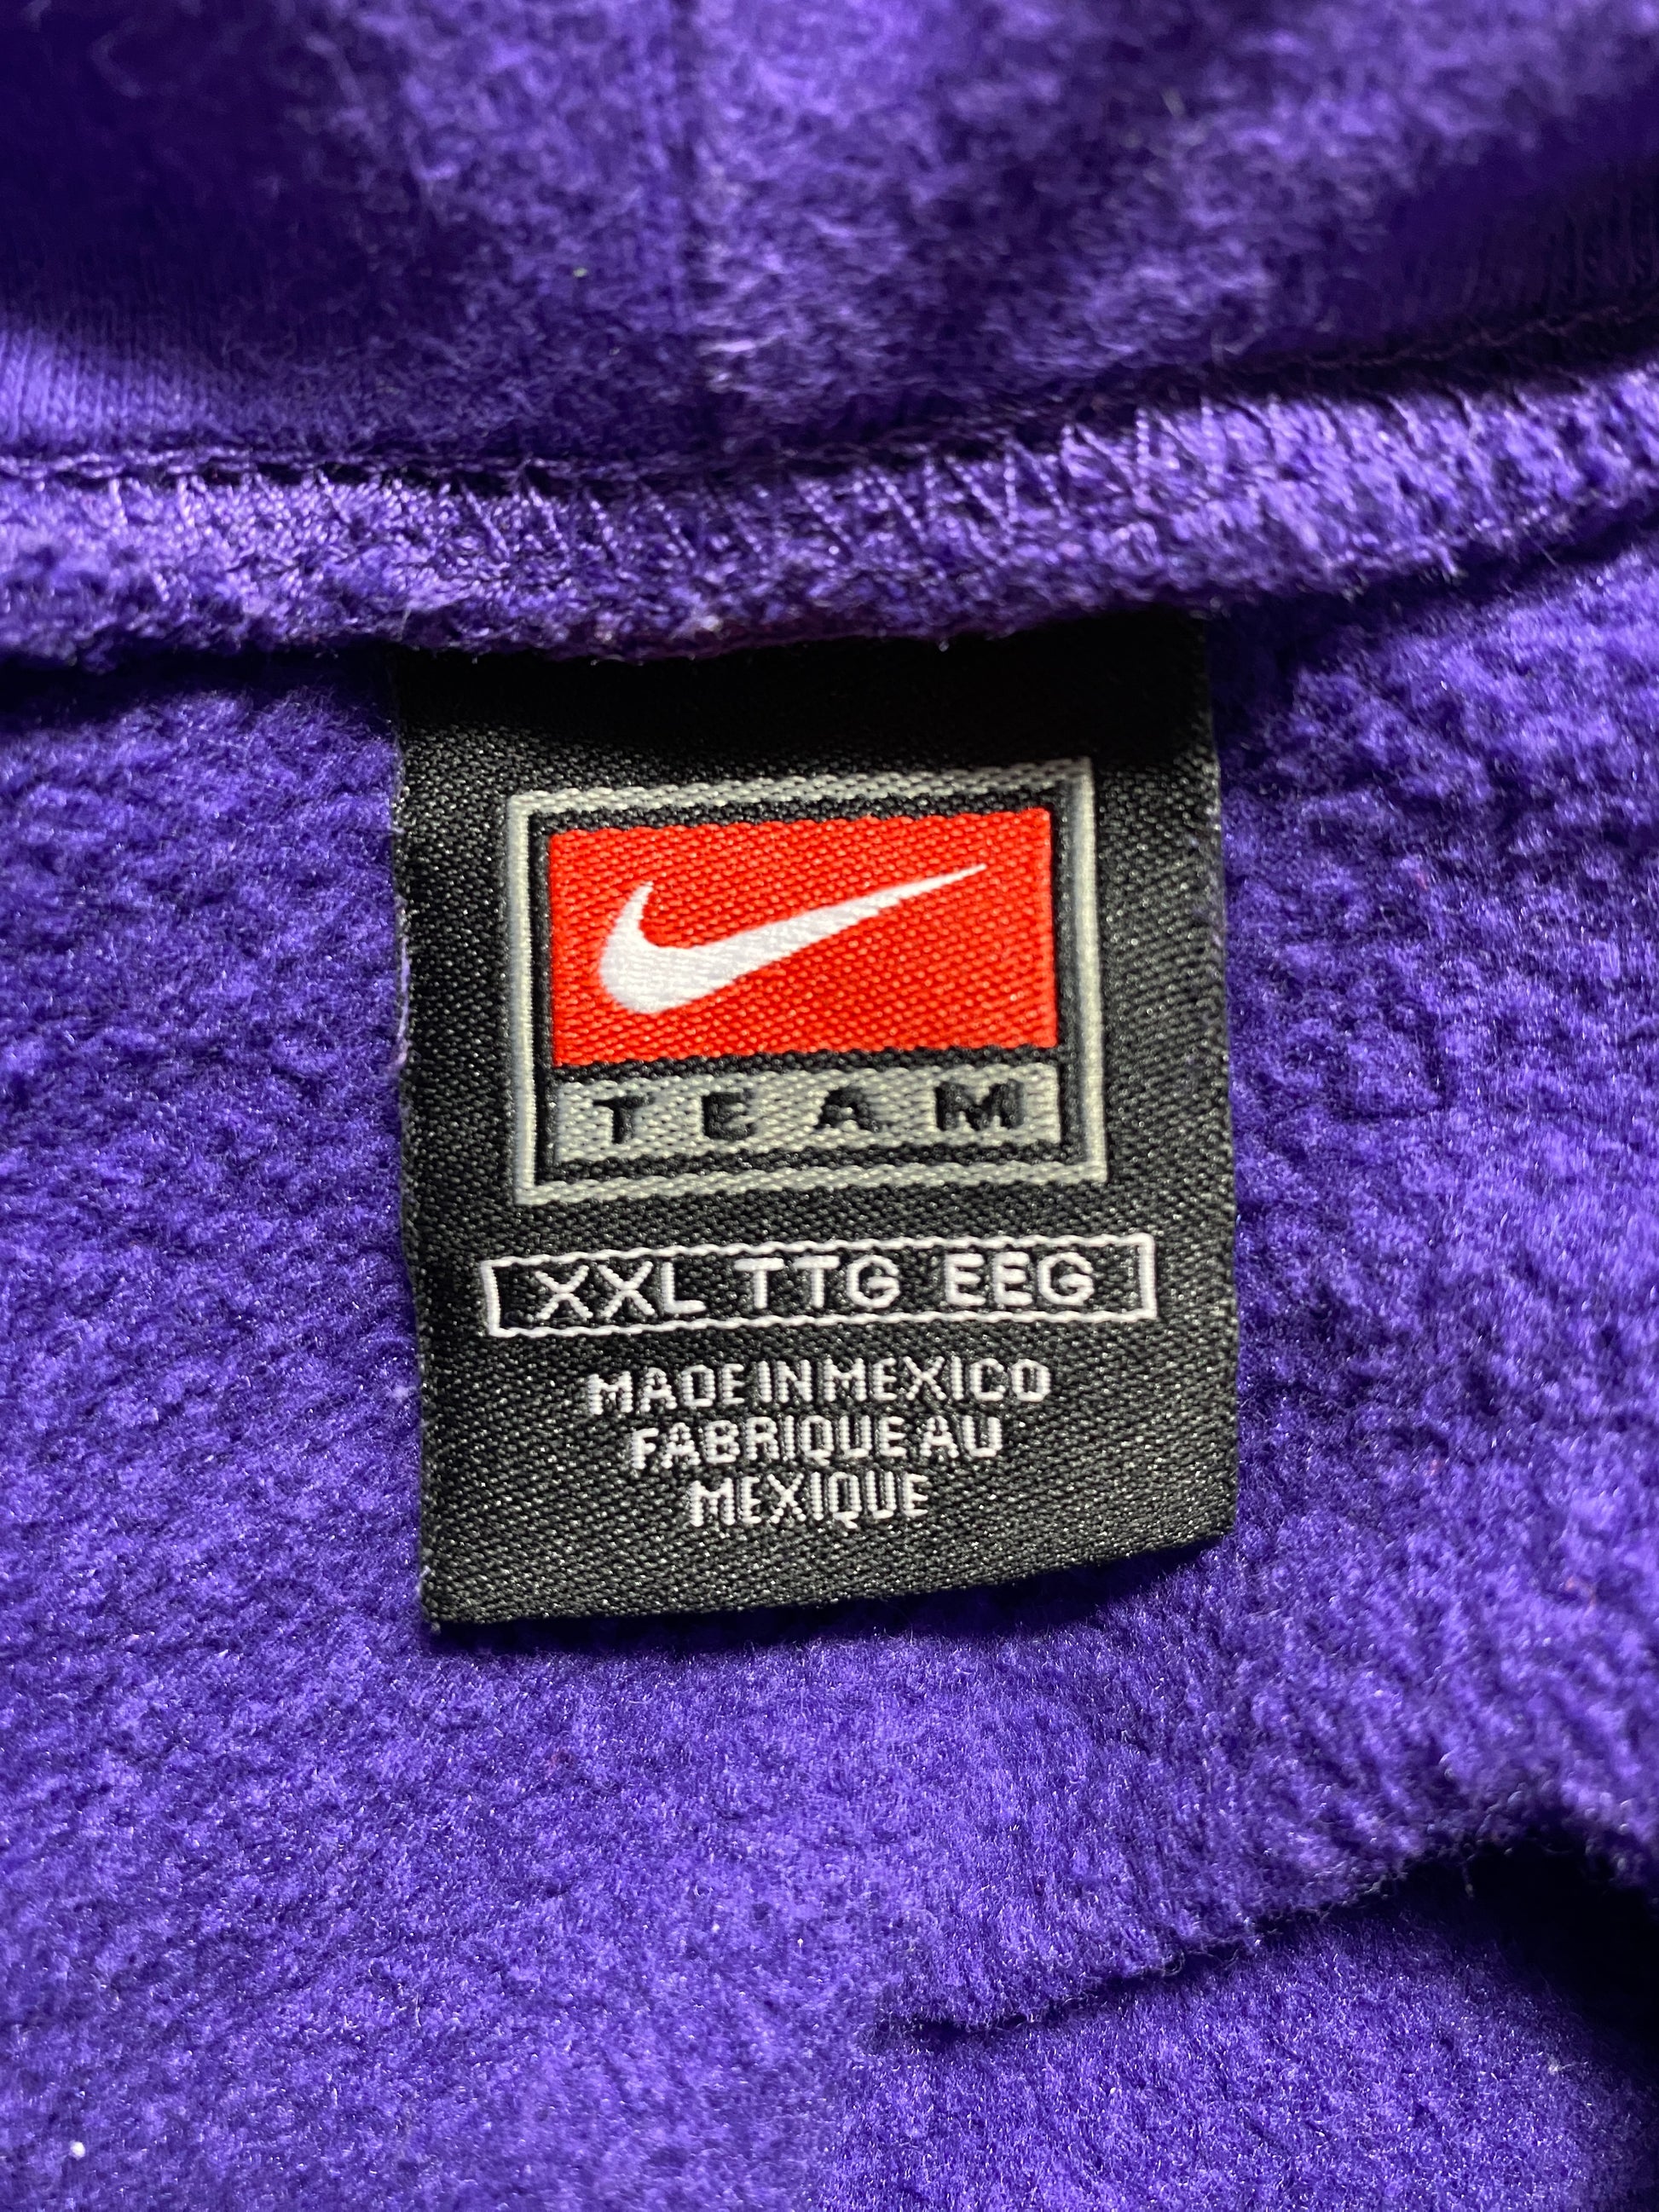 TEAM
XXL TTG EEG
MADE IN MEXICO
FABRIQUE AU
MEXIQUE